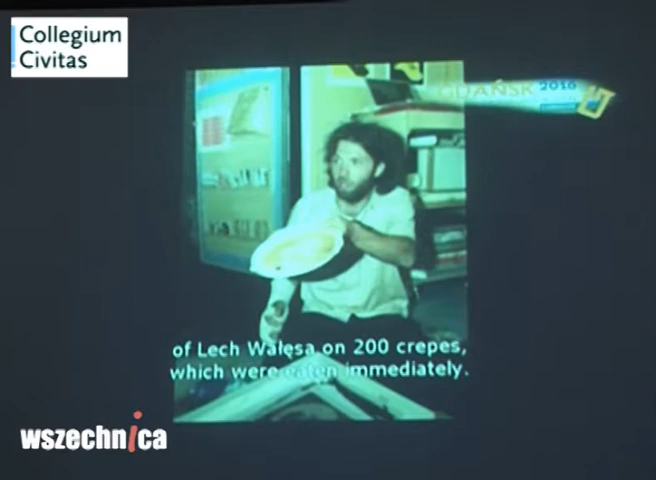 Collegium
Civitas
GDAŃSK 2016
of Lech Wałęsa on 200 crepes,
which were eaten immediately.
wszechnica